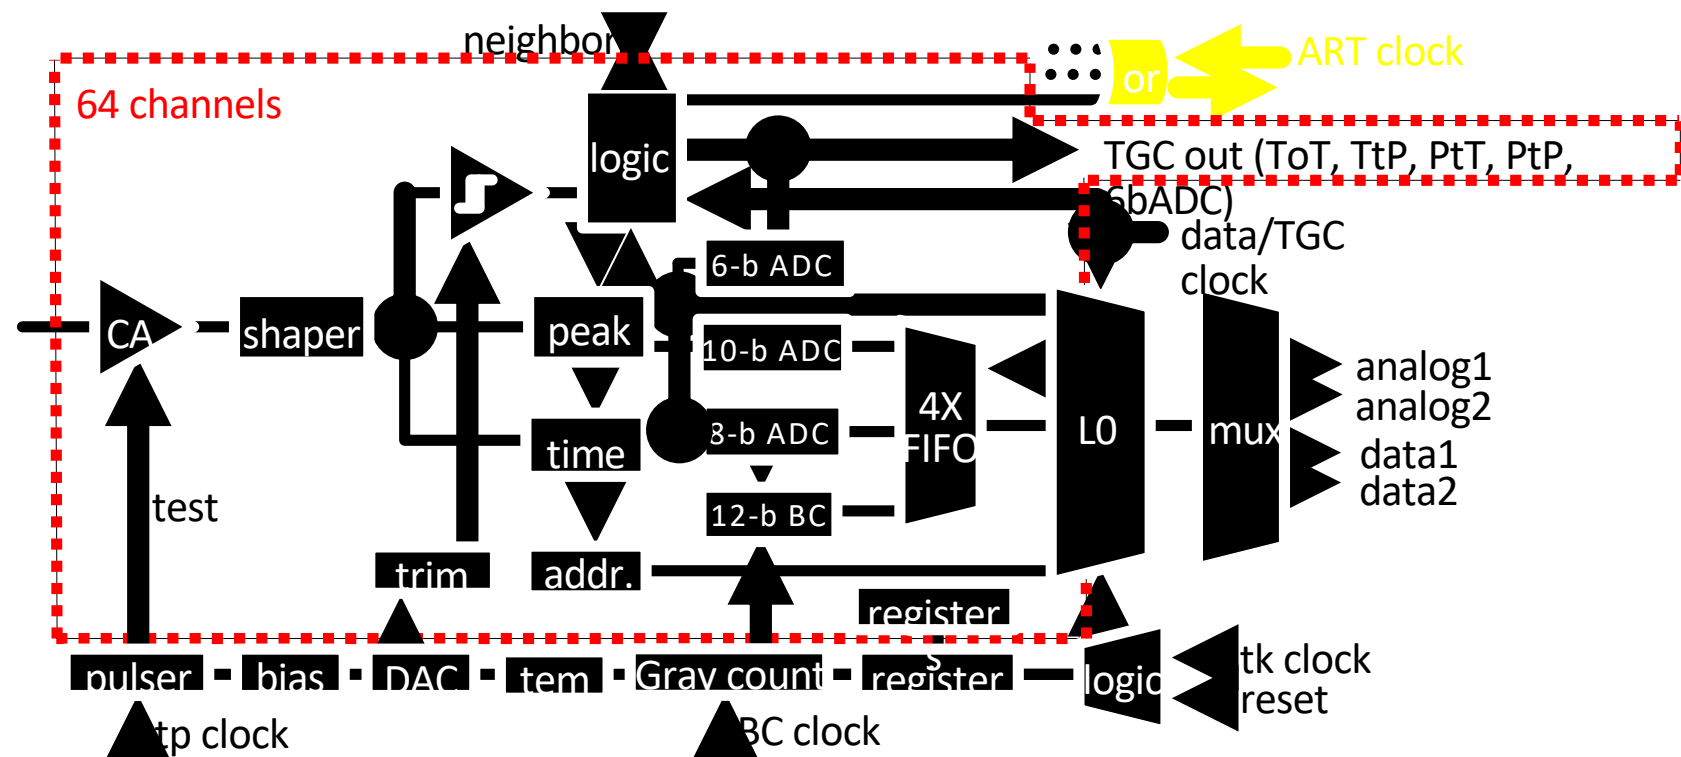 neighbor
or
ART clock
64 channels
logic
TGC out (ToT, TtP, PtT, PtP,
6bADC)
data/TGC
clock
6-b ADC
CA
shaper
peak
10-b ADC
analog1
analog2
4X
FIFO
L0
mux
8-b ADC
time
data1
data2
test
12-b BC
trim
addr.
register
s
pulser
bias
DAC
tem
Gray count
register
logic
tk clock
reset
tp clock
BC clock